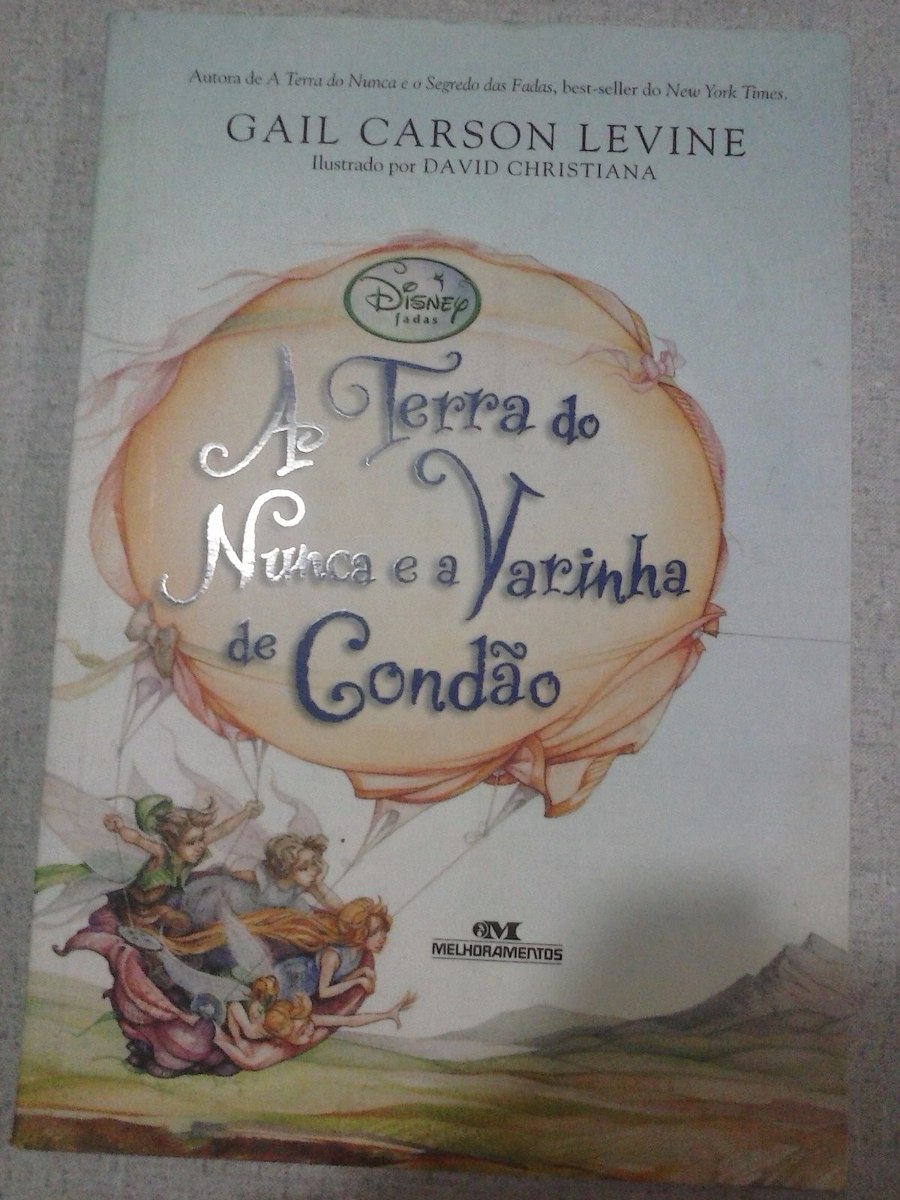 Autora de A Terra do Nunca e o Segredo das Fadas, best-seller do New York Times.
GAIL CARSON LEVINE
Ilustrado por DAVID CHRISTIANA
Disney
fadas
A Terra do
Nunca e a Varinha
de Condão
M
MELHORAMENTOS